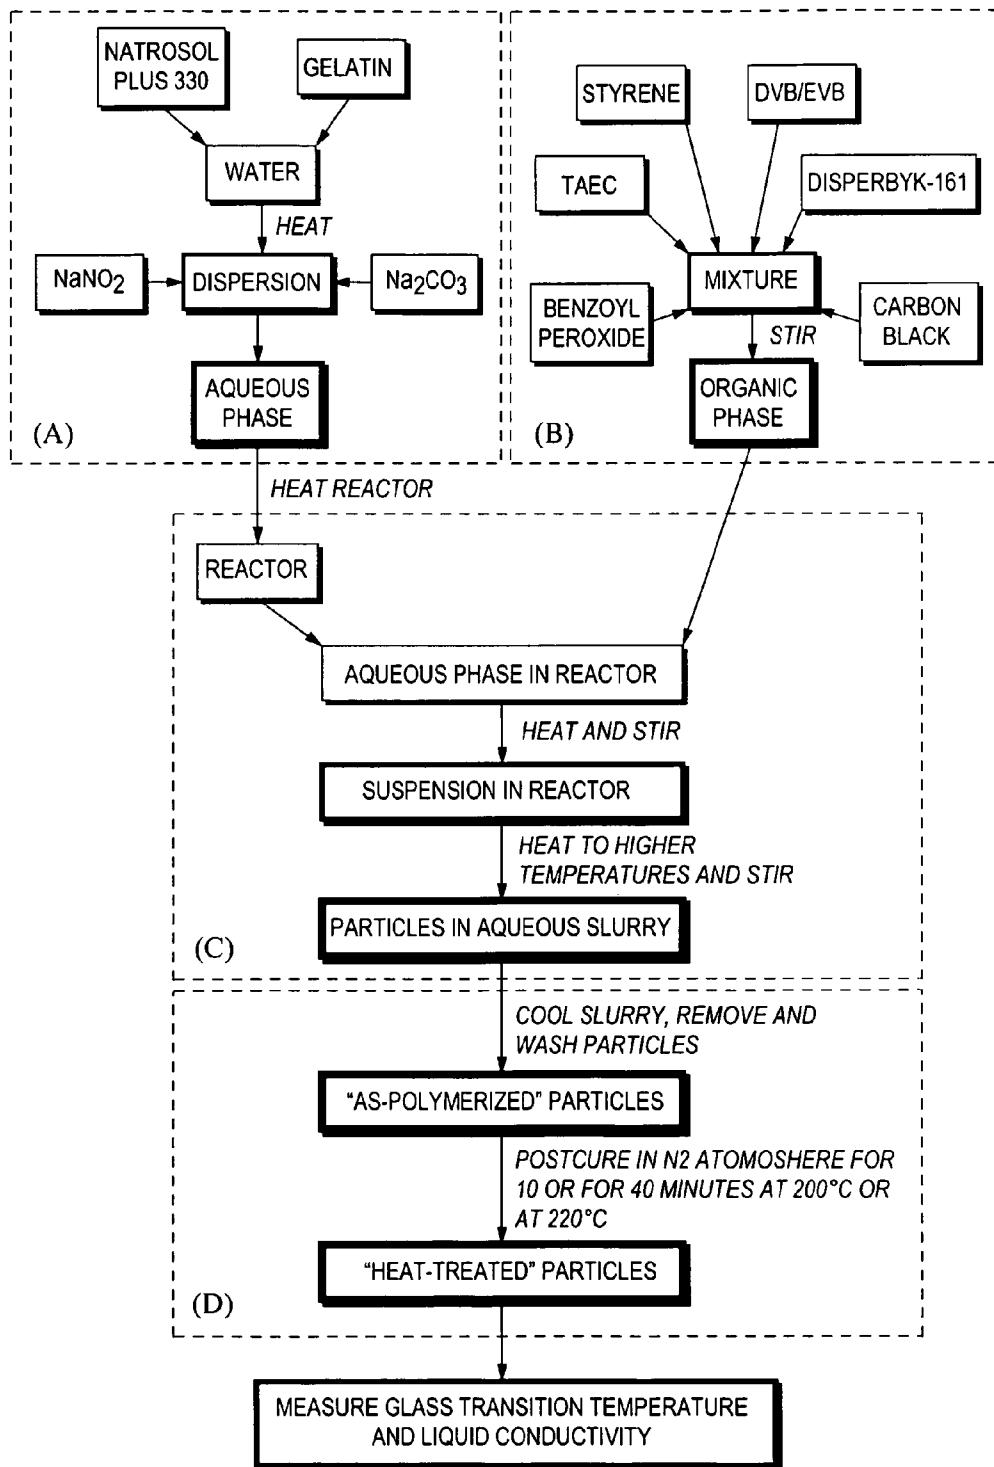 NATROSOL
PLUS 330
GELATIN
WATER
HEAT
NaNO2
DISPERSION
Na2CO3
AQUEOUS
PHASE
(A)
STYRENE
DVB/EVB
TAEC
DISPERBYK-161
MIXTURE
BENZOYL
PEROXIDE
CARBON
BLACK
STIR
ORGANIC
PHASE
(B)
HEAT REACTOR
REACTOR
AQUEOUS PHASE IN REACTOR
HEAT AND STIR
SUSPENSION IN REACTOR
HEAT TO HIGHER
TEMPERATURES AND STIR
PARTICLES IN AQUEOUS SLURRY
(C)
COOL SLURRY, REMOVE AND
WASH PARTICLES
"AS-POLYMERIZED" PARTICLES
POSTCURE IN N2 ATOMOSHERE FOR
10 OR FOR 40 MINUTES AT 200°C OR
AT 220°C
"HEAT-TREATED" PARTICLES
(D)
MEASURE GLASS TRANSITION TEMPERATURE
AND LIQUID CONDUCTIVITY